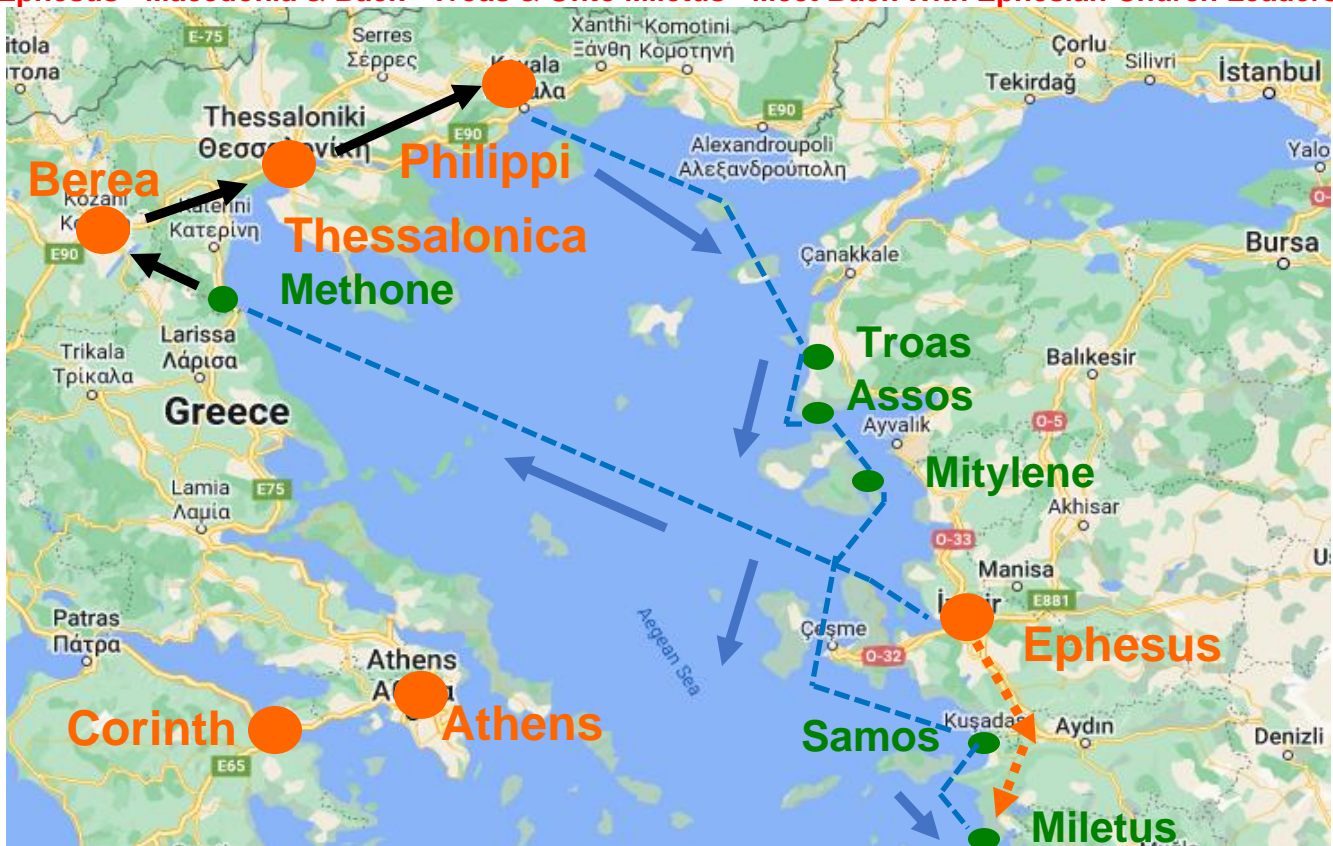 Ephesus - Macedonia & Back - Troas & Onto Miletus - Meet Back With Ephesian Church Leaders
E-75
Serres
Σέρρες
Xanthi
Ξάνθη
Komotini
Κομοτηνή
Çorlu
Silivri
İstanbul
Tekirdağ
E90
Thessaloniki
E90
Alexandroupoli
Αλεξανδρούπολη
Berea
Philippi
Kozani
Katerini
Κατερίνη
E90
Thessalonica
Methone
Çanakkale
Bursa
Larissa
Λάρισα
Trikala
Τρίκαλα
Greece
Troas
Assos
Ayvalık
Balıkesir
O-5
Lamia
Λαμία
E75
Mitylene
Akhisar
O-33
Manisa
E881
Patras
Πάτρα
Aegean Sea
Çeşme
O-32
Ephesus
Athens
Corinth
Athens
E65
Samos
Aydın
Denizli
Miletus